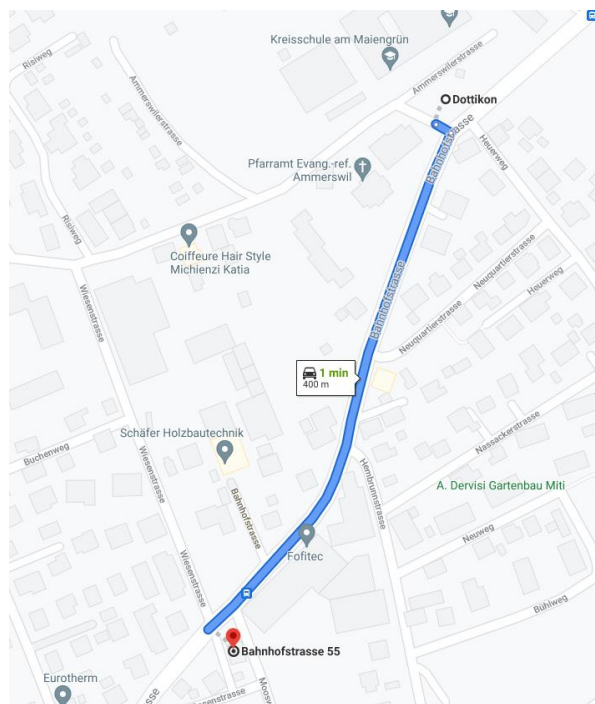 Kreisschule am Maiengrün
Risiweg
Ammerswilerstrasse
Ammerswilerstrasse
Dottikon
Bahnhofstrasse
Heuerweg
Pfarramt Evang.-ref.
Ammerswil
Risiweg
Coiffeure Hair Style
Michienzi Katia
Neuquartierstrasse
Heuerweg
Bahnhofstrasse
Wiesenstrasse
Neuquartierstrasse
1 min
400 m
Schäfer Holzbautechnik
Nassackerstrasse
Buchenweg
Wiesenstrasse
Hembrunnstrasse
A. Dervisi Gartenbau Miti
Bahnhofstrasse
Neuweg
Fofitec
Wiesenstrasse
Bühlweg
Bahnhofstrasse 55
Eurotherm